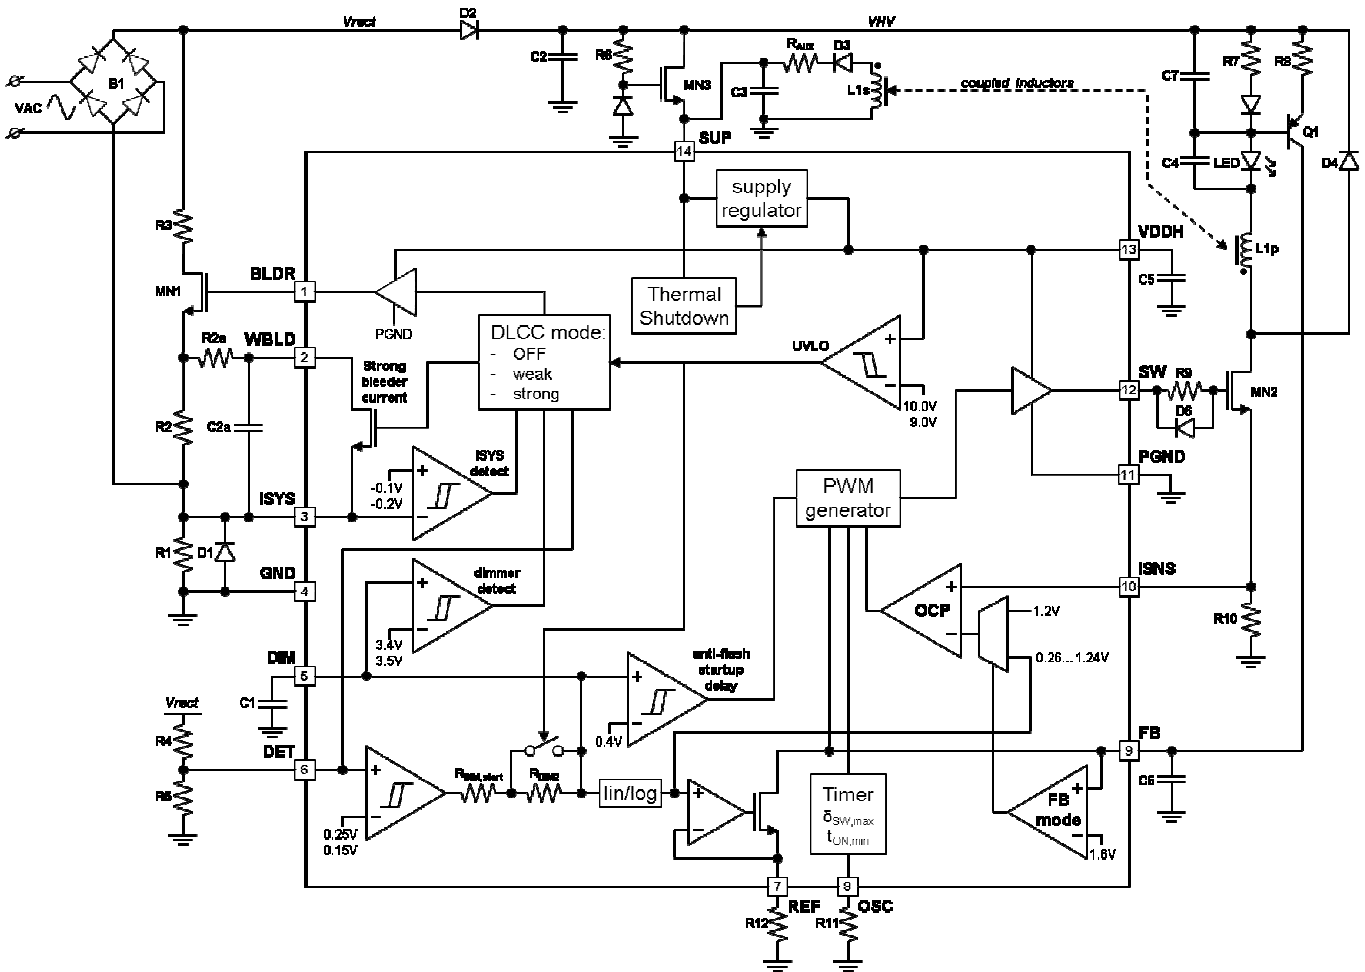 Vrect
D2
VHV
B1
VAC
C2
R6
MN3
RAUX
D3
C3
L1s
coupled inductors
C7
R7
R8
Q1
C4
LED
D4
SUP
14
supply
regulator
R3
MN1
BLDR
1
PGND
Thermal
Shutdown
VDDH
13
C5
L1p
R2a
WBLD
2
Strong
bleeder
current
DLCC mode:
- OFF
- weak
- strong
UVLO
+
-
10.0V
9.0V
SW
12
R9
D6
MN2
R2
C2a
ISYS
detect
-0.1V
-0.2V
+
-
PWM
generator
PGND
11
ISYS
3
R1
D1
GND
4
dimmer
detect
+
-
3.4V
3.5V
OCP
+
-
1.2V
0.26...1.24V
ISNS
10
R10
DIM
5
C1
anti-flash
startup
delay
+
-
0.4V
Vrect
R4
R5
DET
6
+
-
0.25V
0.15V
RDIM,start
RDIM2
lin/log
+
-
Timer
δSW,max
tON,min
FB
mode
+
-
1.6V
FB
9
C6
7
REF
R12
8
OSC
R11